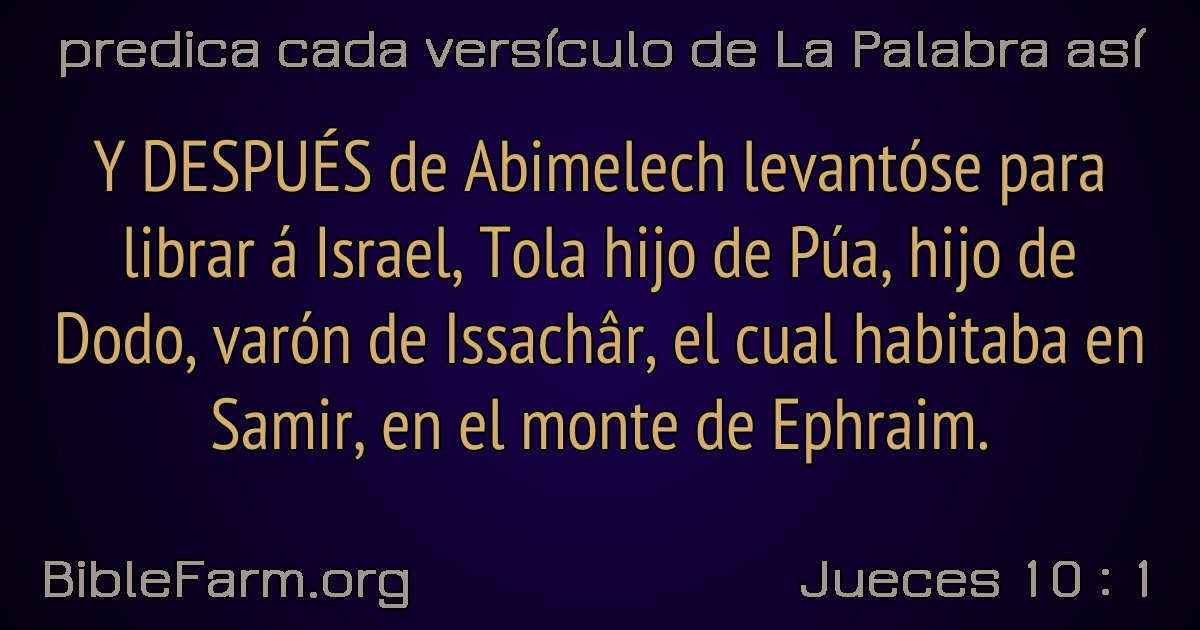 predica cada versículo de La Palabra así
Y DESPUÉS de Abimelech levantóse para
librar á Israel, Tola hijo de Púa, hijo de
Dodo, varón de Issachâr, el cual habitaba en
Samir, en el monte de Ephraim.
BibleFarm.org
Jueces 10 : 1